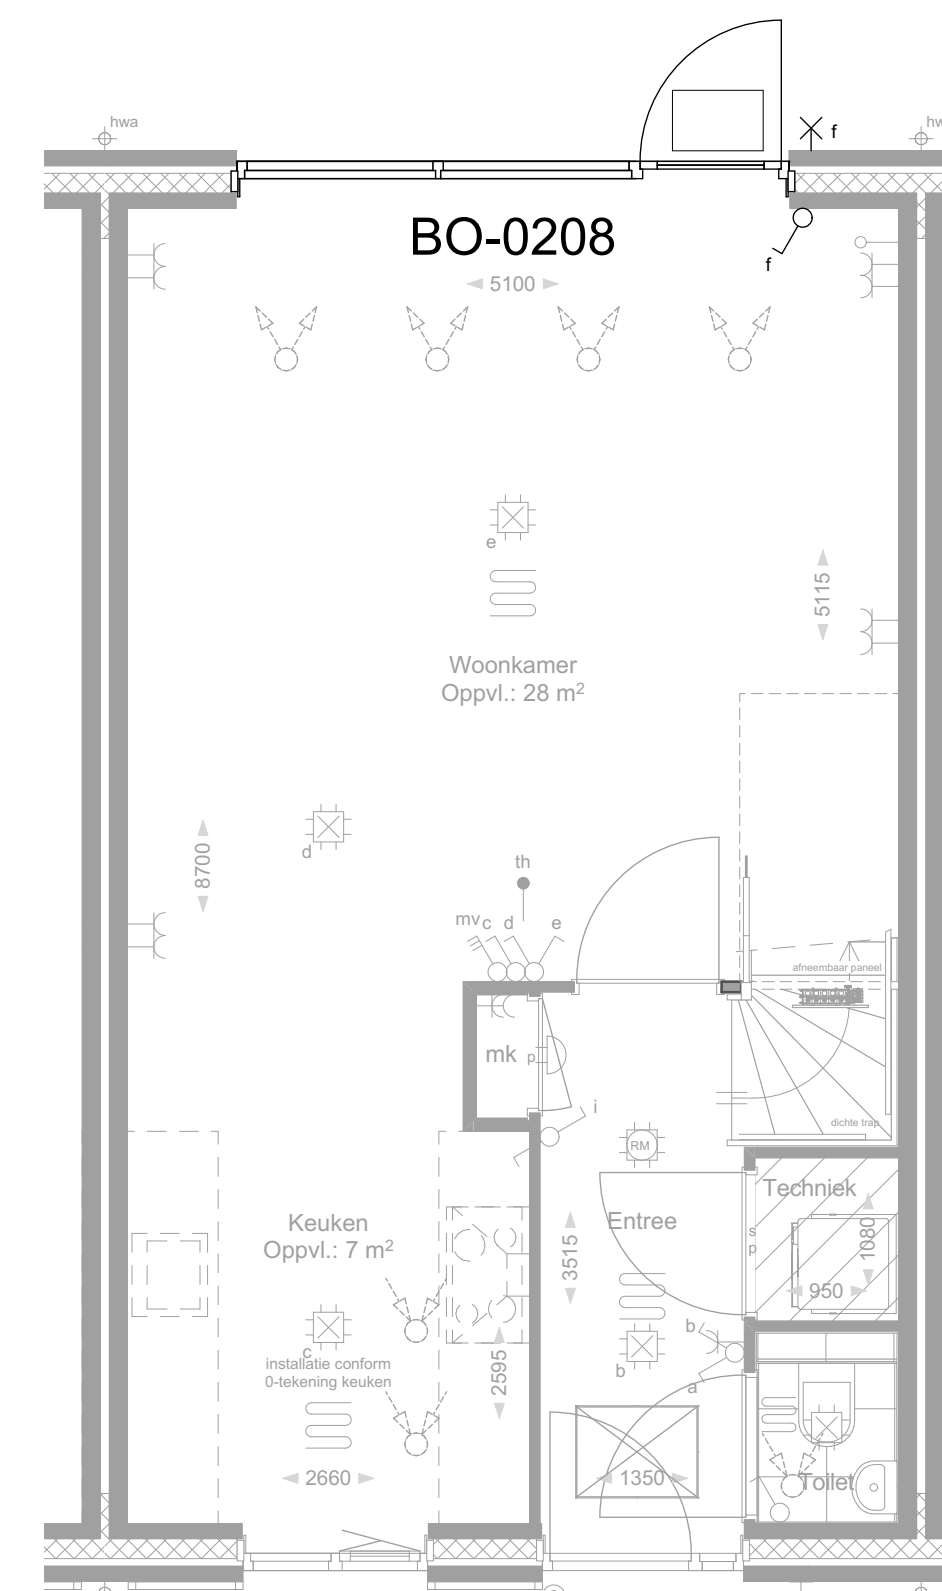 hwa
hw
f
BO-0208
f
5100
e
5115
Woonkamer
Oppvl.: 28 m²
8700
d
th
mv c d e
afneembaar paneel
mk
p
i
dichte trap
RM
Techniek
Keuken
Oppvl.: 7 m²
Entree
3515
sp
1080
950
b
c
installatie conform
0-tekening keuken
2595
b
a
2660
1350
Toilet